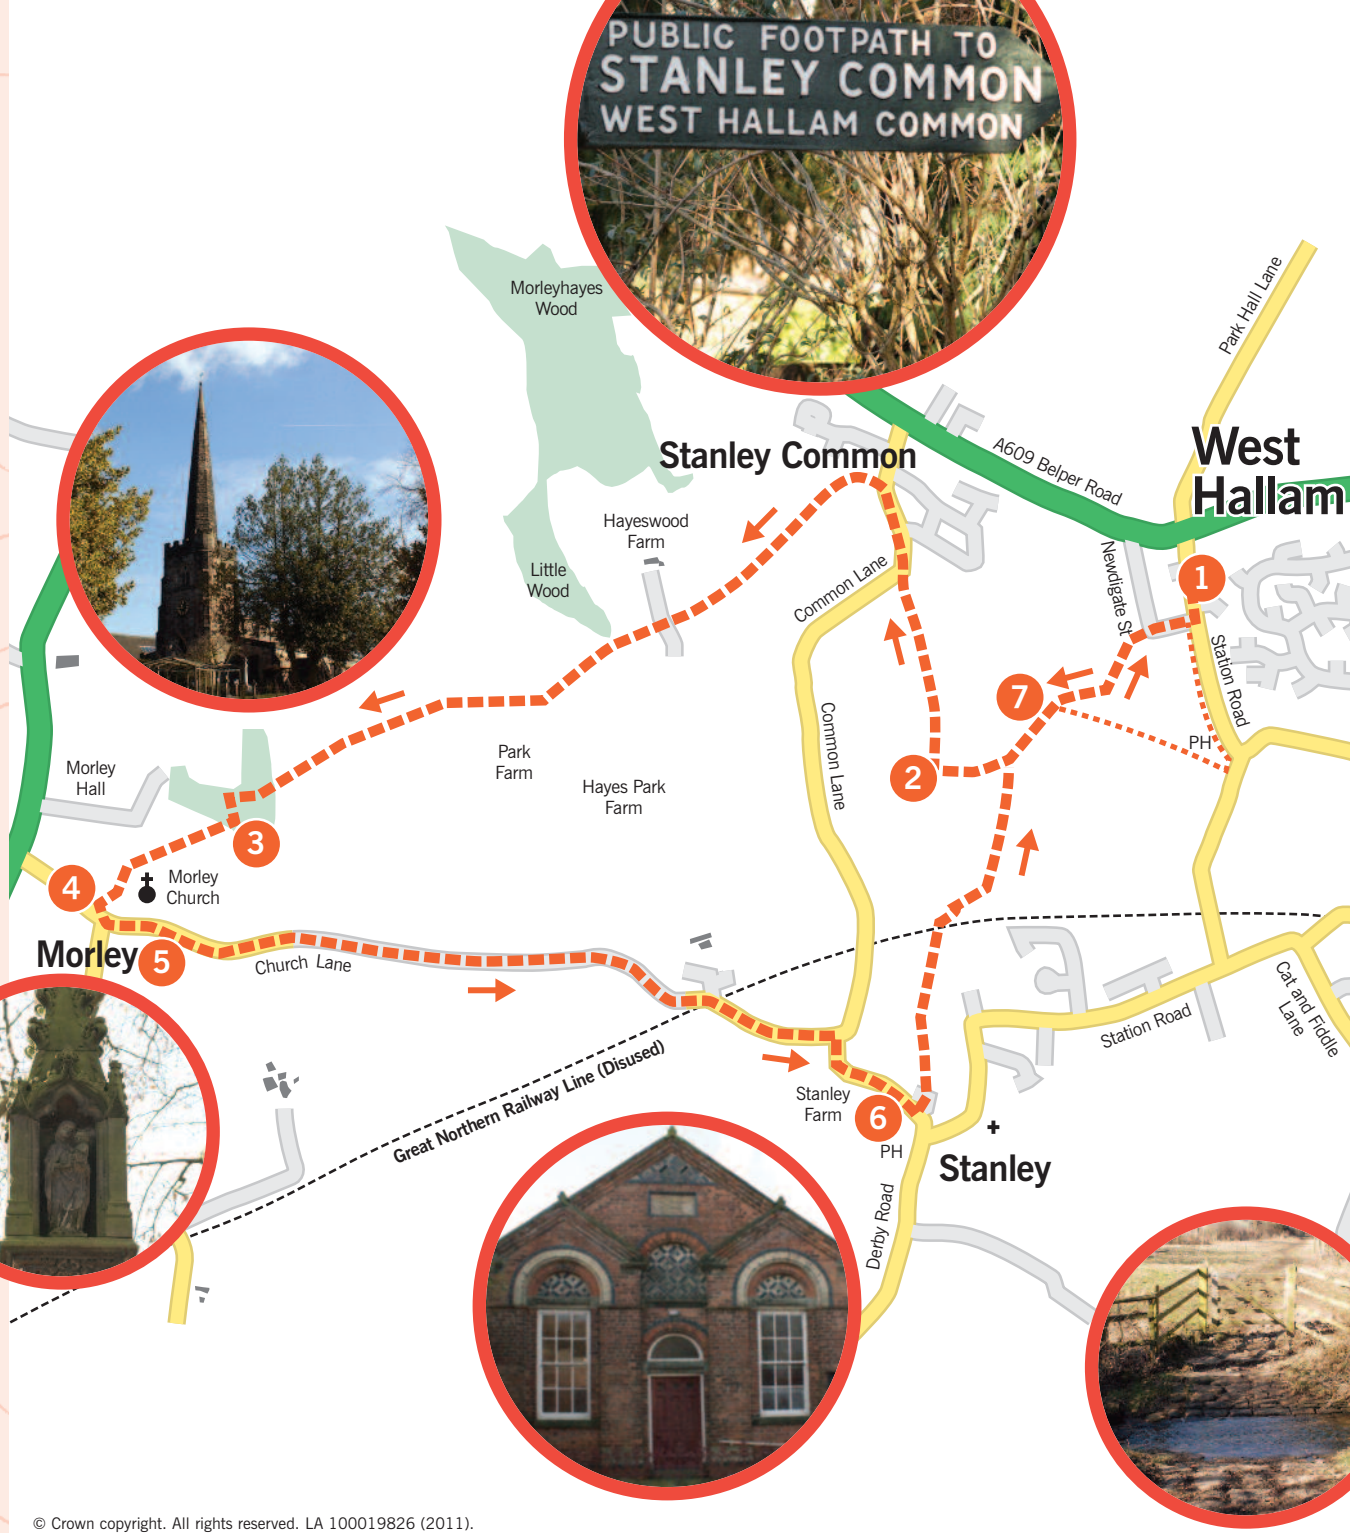 PUBLIC FOOTPATH TO
STANLEY COMMON
WEST HALLAM COMMON
Morleyhayes
Wood
Park Hall Lane
West
Hallam
Stanley Common
A609 Belper Road
Hayeswood
Farm
Little
Wood
Common Lane
Newdigate St
1
Station Road
7
PH
Common Lane
2
Park
Farm
Hayes Park
Farm
Morley
Hall
3
4
Morley
Church
Morley
5
Church Lane
Cat and Fiddle
Lane
Station Road
Great Northern Railway Line (Disused)
Stanley
Farm
6
PH
Stanley
Derby Road
© Crown copyright. All rights reserved. LA 100019826 (2011).